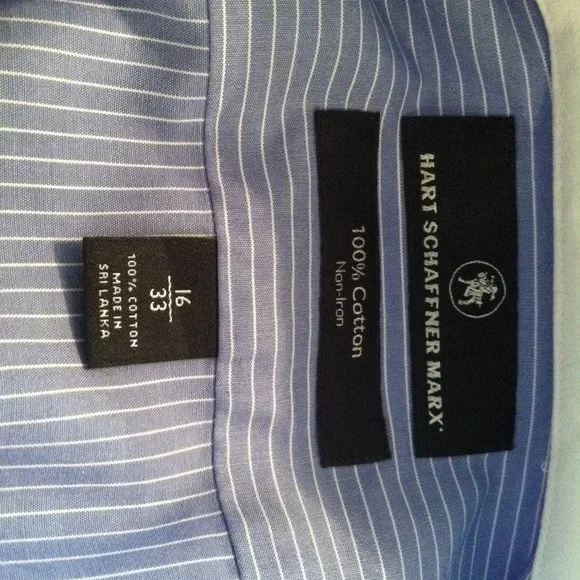 HART SCHAFFNER MARX
100% Cotton
Non-Iron
16
33
100% COTTON
MADE IN
SRI LANKA